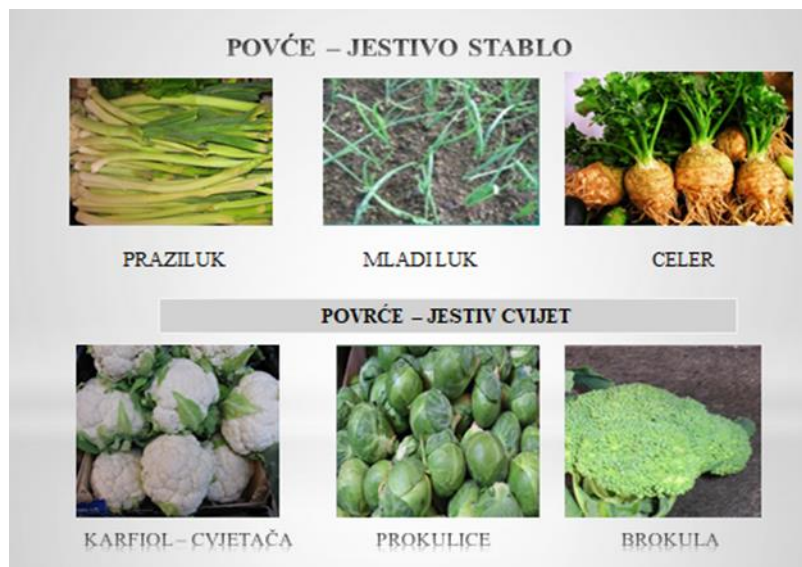 POVĆE – JESTIVO STABLO
PRAZILUK
MLADI LUK
CELER
POVRĆE – JESTIV CVIJET
KARFIOL – CVJETAČA
PROKULICE
BROKULA